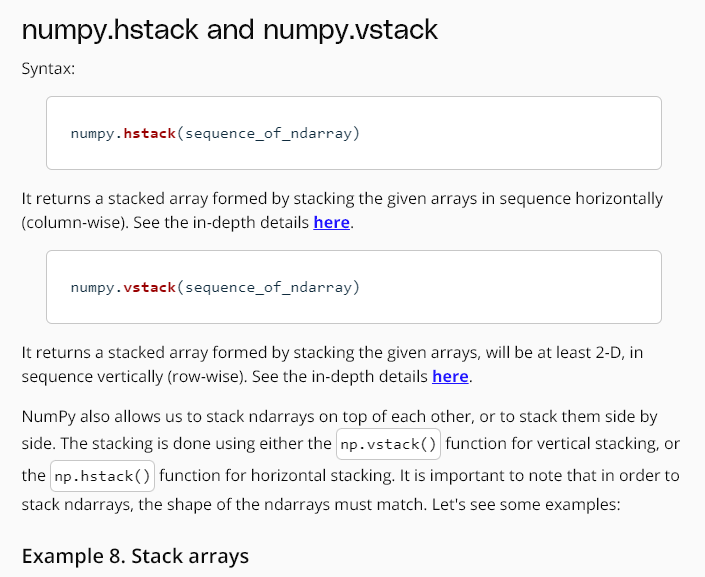 numpy.hstack and numpy.vstack
Syntax:
numpy.hstack(sequence_of_ndarray)
It returns a stacked array formed by stacking the given arrays in sequence horizontally
(column-wise). See the in-depth details here.
numpy.vstack(sequence_of_ndarray)
It returns a stacked array formed by stacking the given arrays, will be at least 2-D, in
sequence vertically (row-wise). See the in-depth details here.
NumPy also allows us to stack ndarrays on top of each other, or to stack them side by
side. The stacking is done using either the np.vstack() function for vertical stacking, or
the np.hstack() function for horizontal stacking. It is important to note that in order to
stack ndarrays, the shape of the ndarrays must match. Let's see some examples:
Example 8. Stack arrays